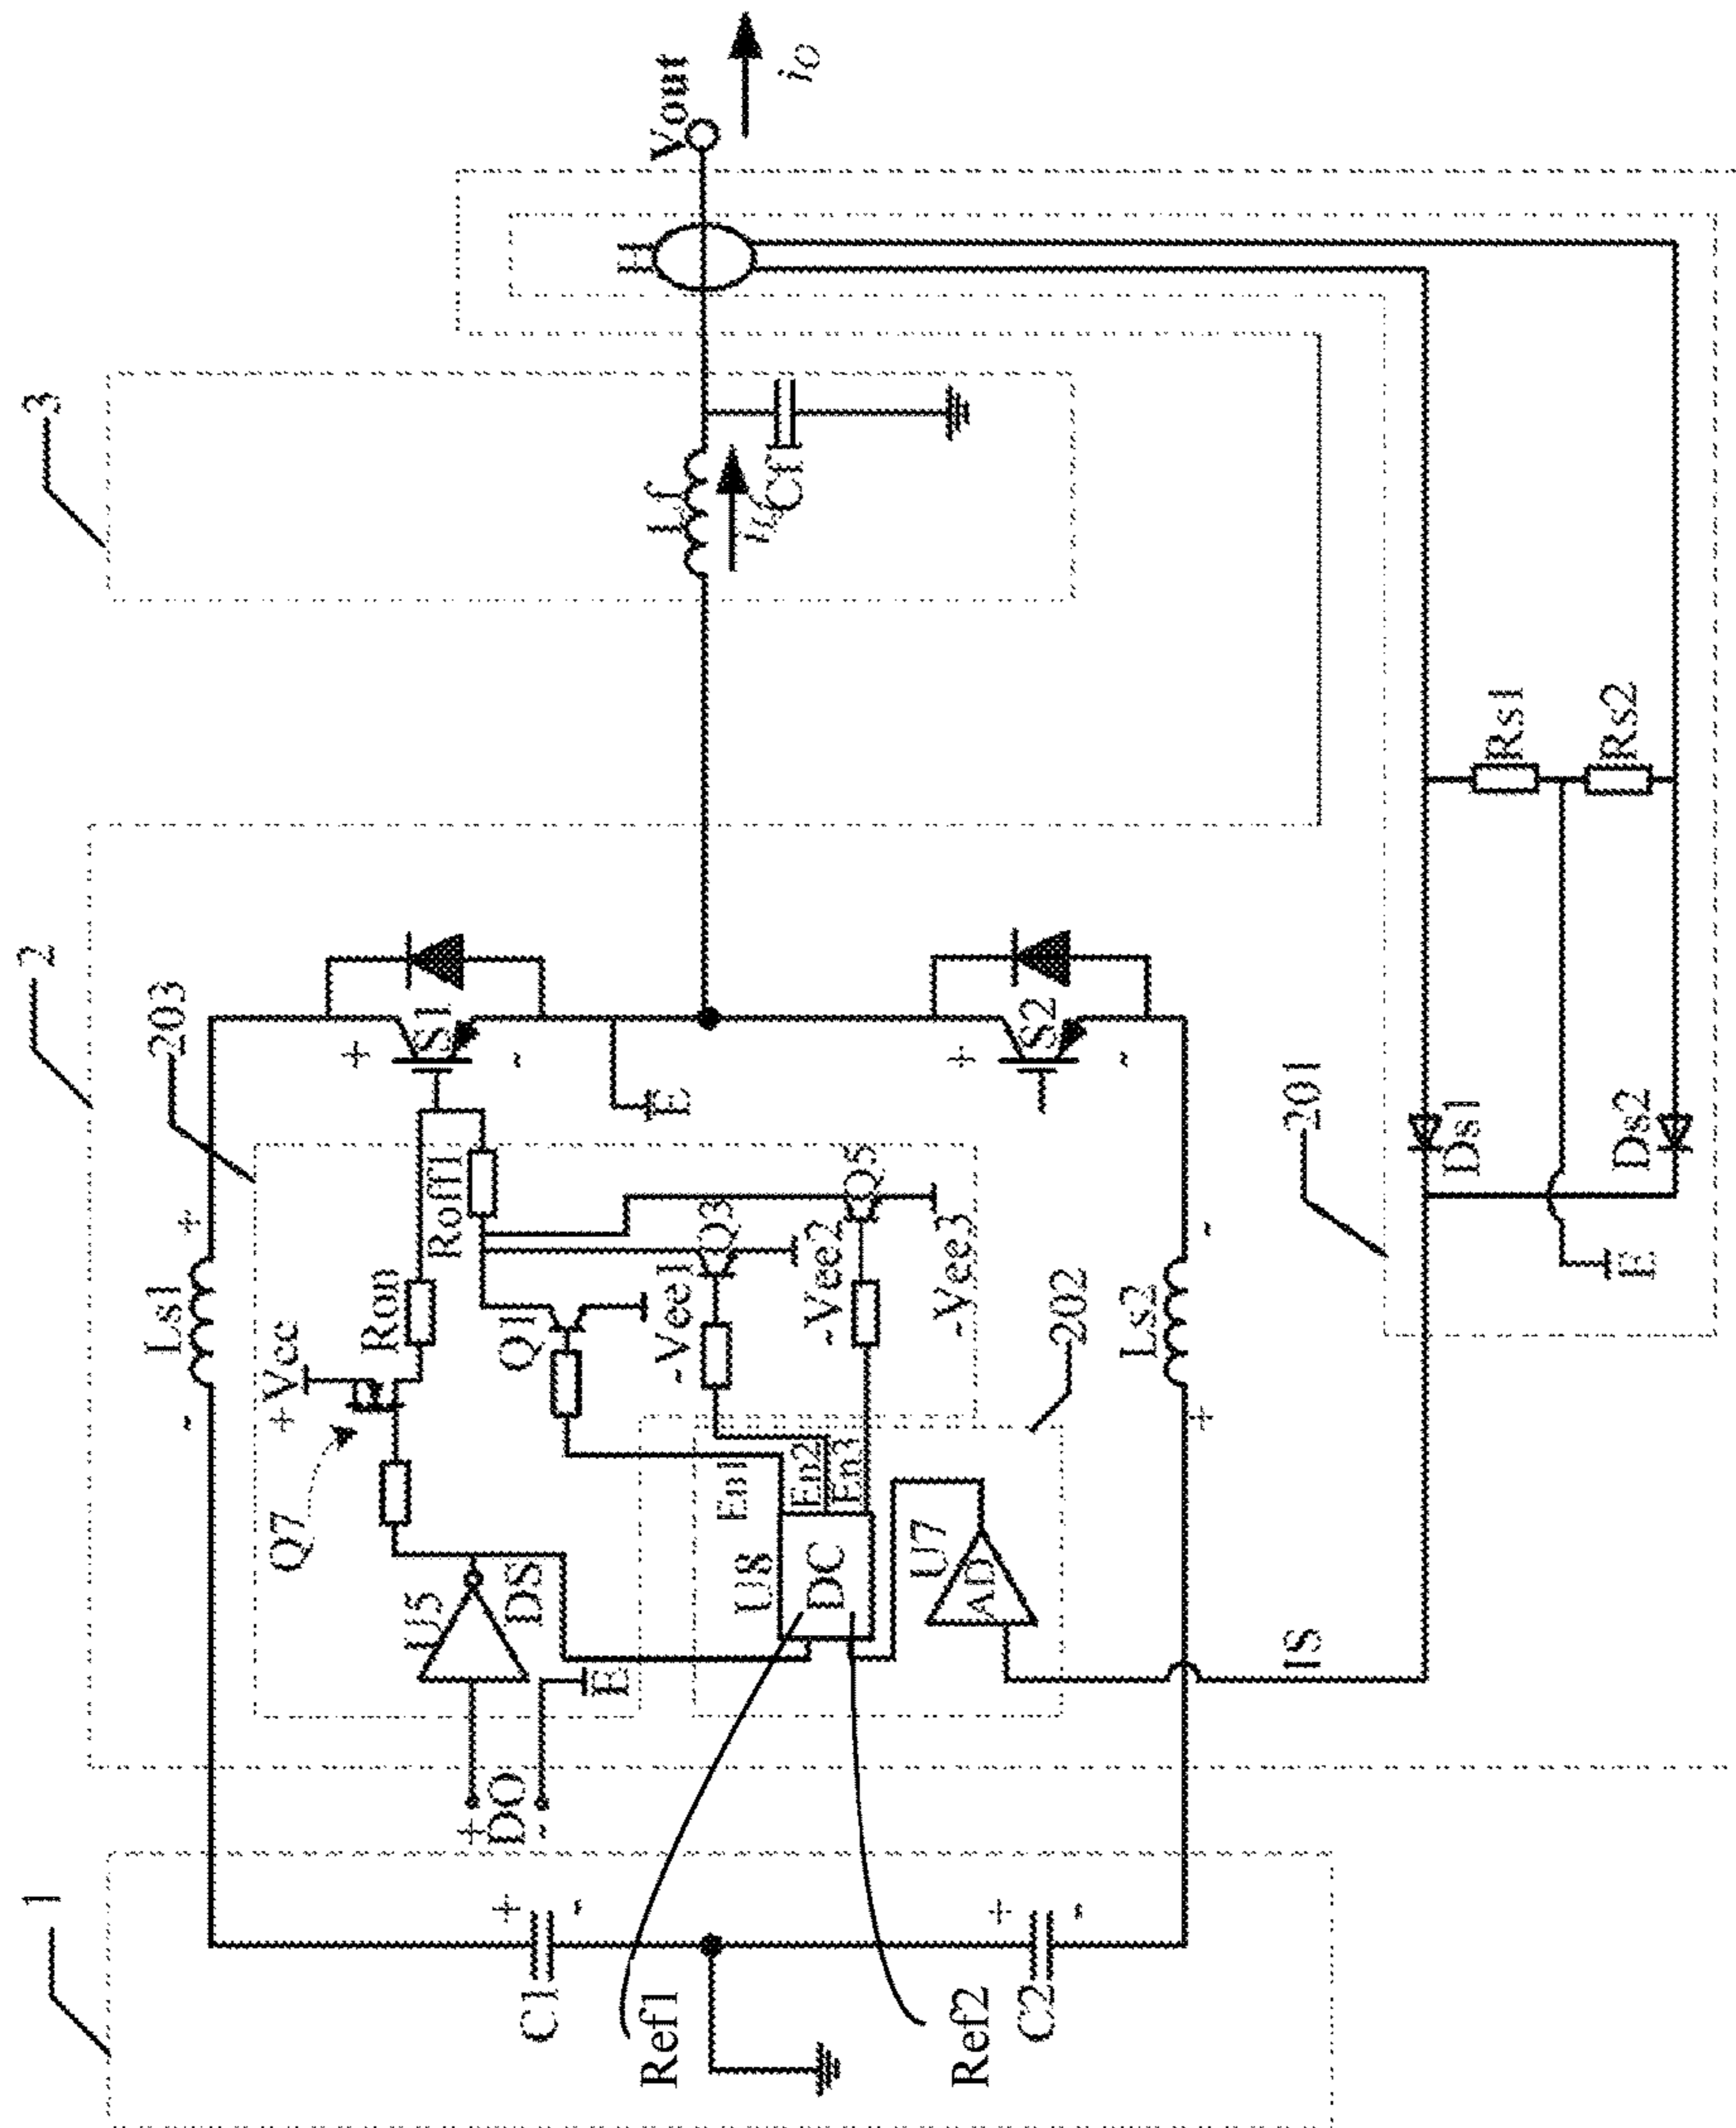 1
2
3
203
Ls1
- +
+Vcc
Q7
Ron
Roff1
+ S1 -
U5
DS
+
DO
-
E
Q1
-Vee1
Q3
-Vee2
Q5
-Vee3
E
En1
En2
En3
U8
DC
U7
AD
202
+ S2 -
Ls2
+ -
C1
+ -
C2
+ -
Ref1
Ref2
IS
201
Ds1
Ds2
E
Rs1
Rs2
Lf
iLf
Cf
H
Vout
io